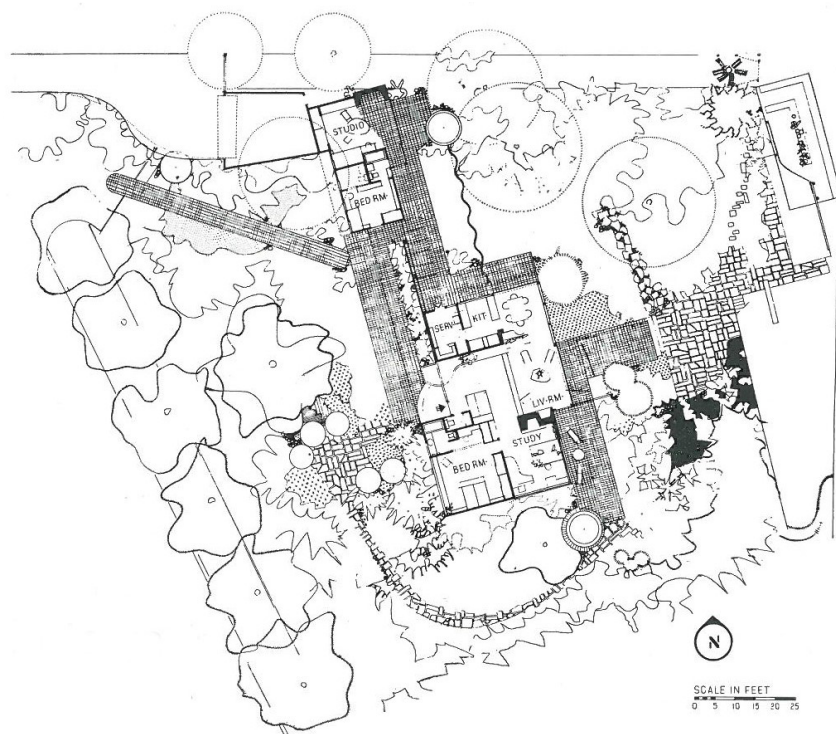 STUDIO
BED RM.
SERV.
KIT.
LIV. RM.
STUDY
BED RM.
N
SCALE IN FEET
0 5 10 15 20 25